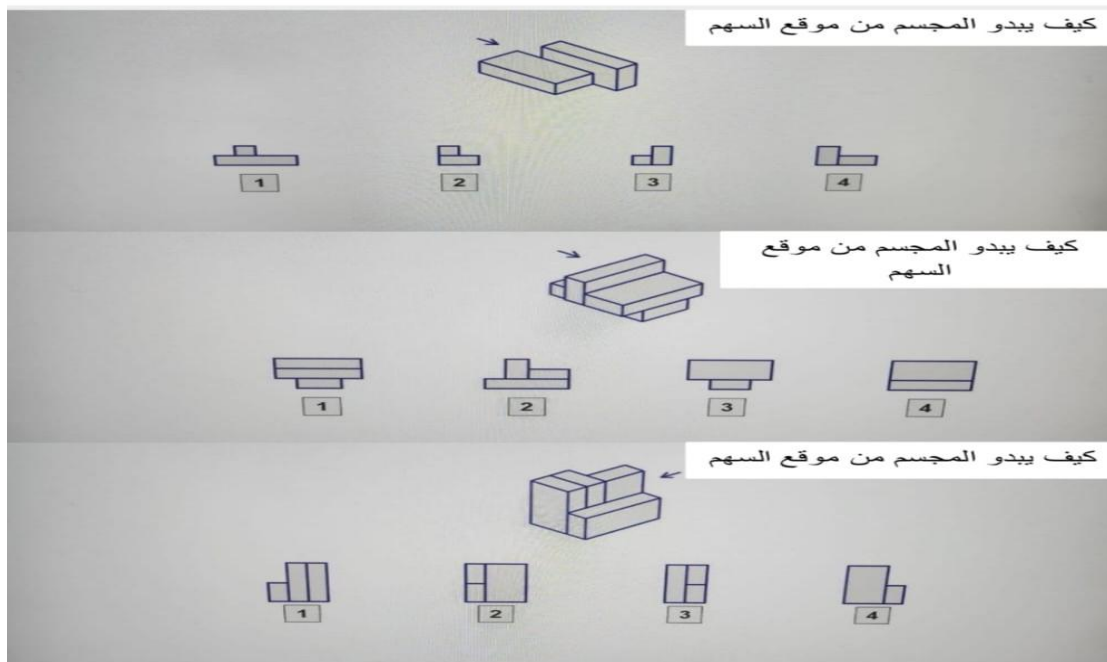 كيف يبدو المجسم من موقع السهم
1 2 3 4
كيف يبدو المجسم من موقع
السهم
1 2 3 4
كيف يبدو المجسم من موقع السهم
1 2 3 4